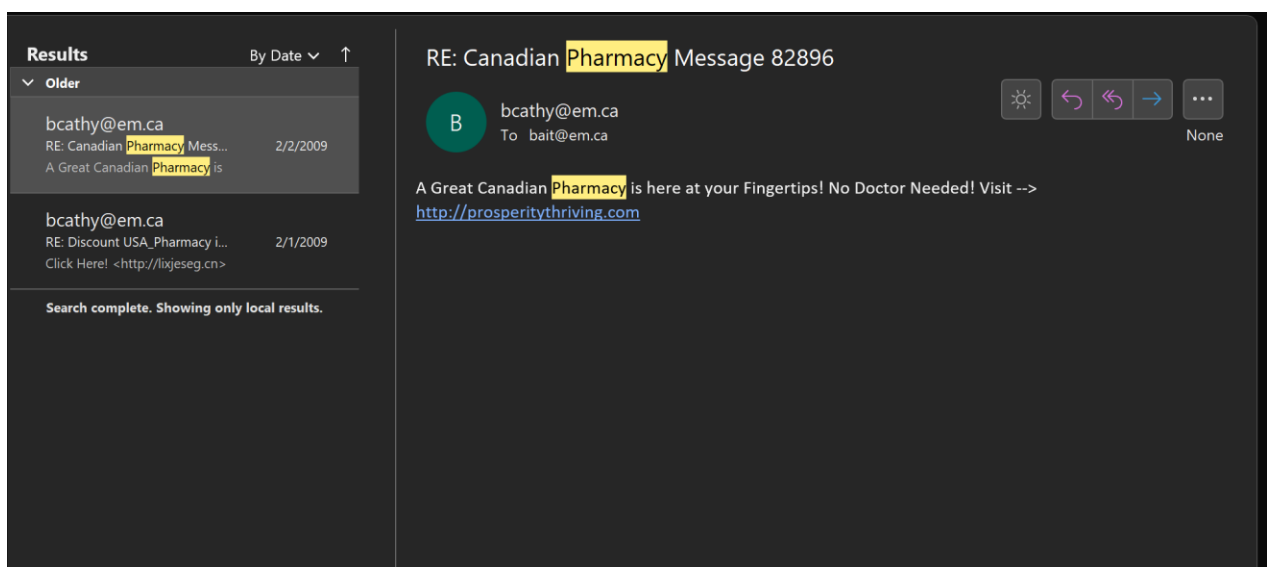 Results
By Date
Older
bcathy@em.ca
RE: Canadian Pharmacy Mess...
2/2/2009
A Great Canadian Pharmacy is
bcathy@em.ca
RE: Discount USA_Pharmacy i...
2/1/2009
Click Here! <http://lixjeseg.cn>
Search complete. Showing only local results.
RE: Canadian Pharmacy Message 82896
B
bcathy@em.ca
To bait@em.ca
None
A Great Canadian Pharmacy is here at your Fingertips! No Doctor Needed! Visit -->
http://prosperitythriving.com